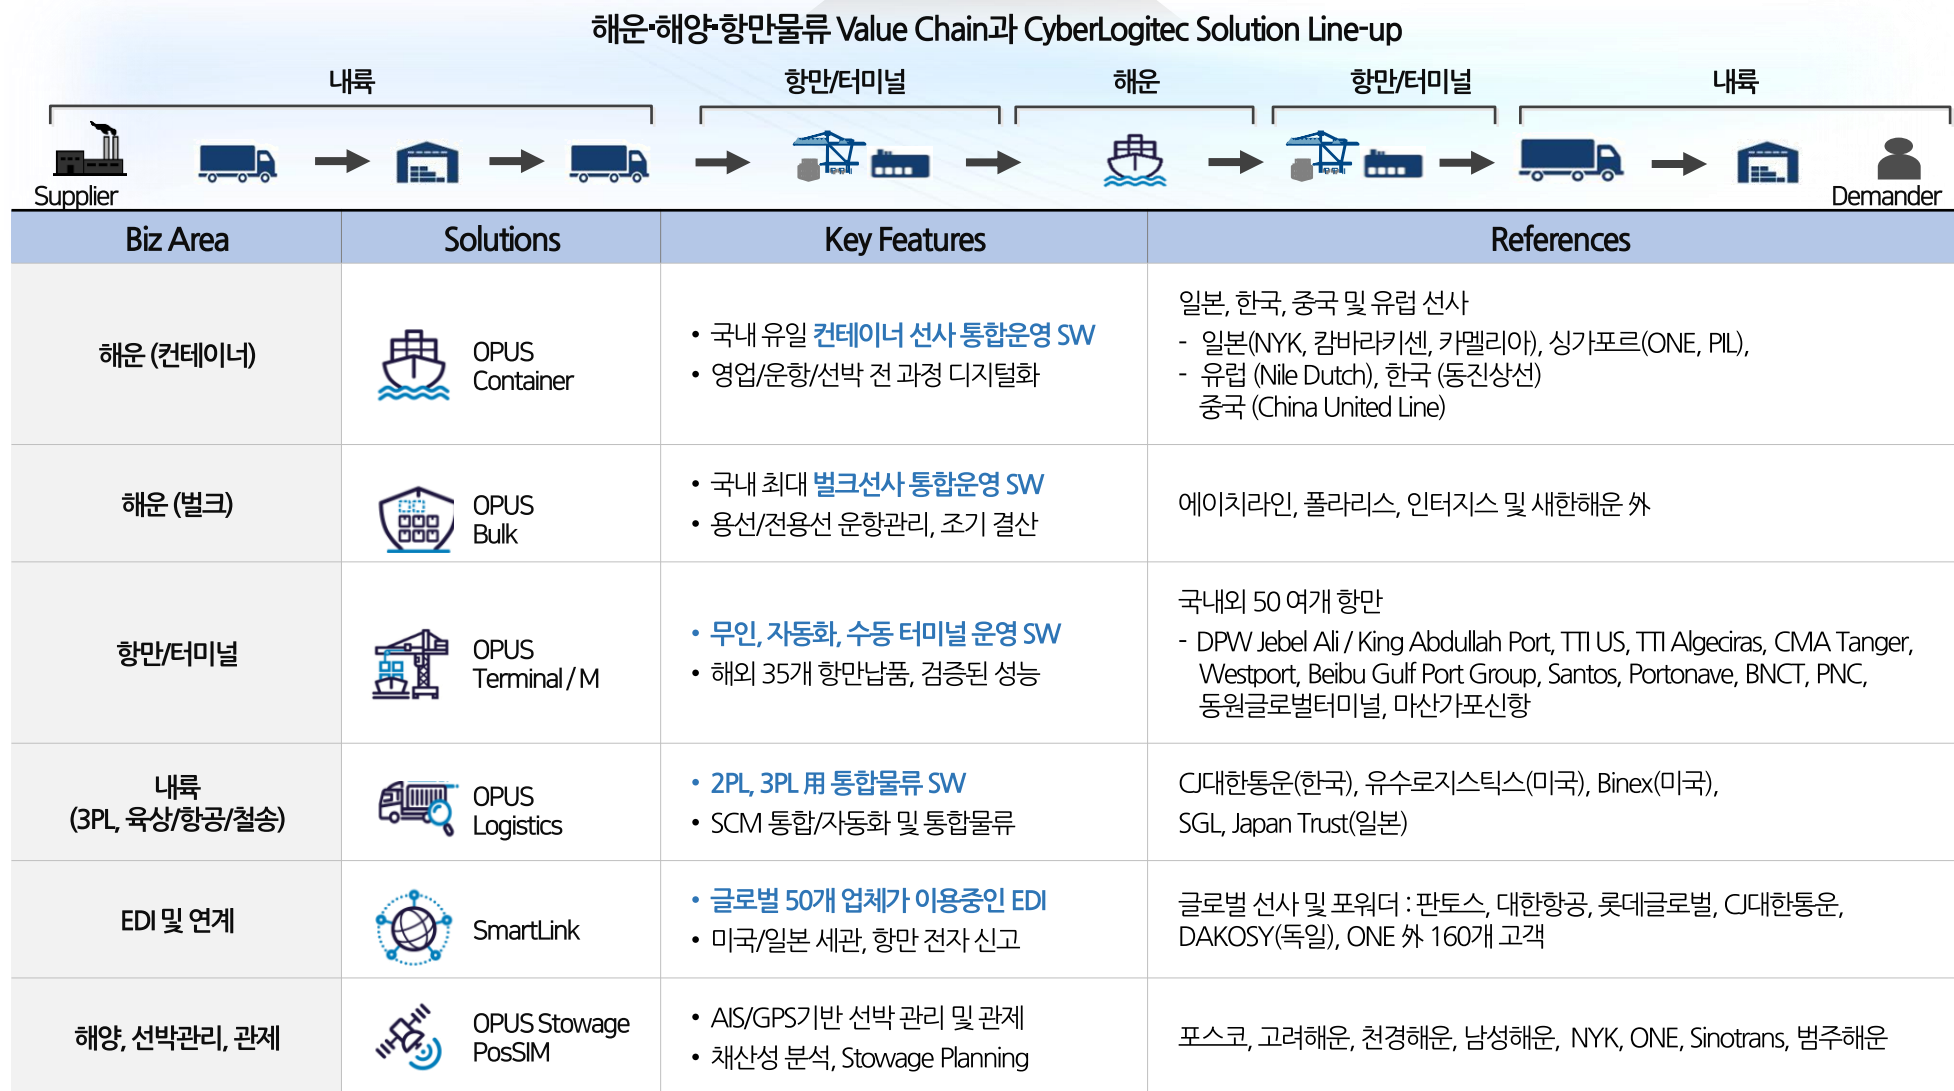 해운·해양·항만물류 Value Chain과 CyberLogitec Solution Line-up
내륙 항만/터미널 해운 항만/터미널 내륙
Supplier Demander
Biz Area Solutions Key Features References
해운 (컨테이너)
OPUS
Container
• 국내 유일 컨테이너 선사 통합운영 SW
• 영업/운항/선박 전 과정 디지털화
일본, 한국, 중국 및 유럽 선사
- 일본(NYK, 캄바라키센, 카멜리아), 싱가포르(ONE, PIL),
- 유럽 (Nile Dutch), 한국 (동진상선)
중국 (China United Line)
해운 (벌크)
OPUS
Bulk
• 국내 최대 벌크선사 통합운영 SW
• 용선/전용선 운항관리, 조기 결산
에이치라인, 폴라리스, 인터지스 및 새한해운 外
항만/터미널
OPUS
Terminal / M
• 무인, 자동화, 수동 터미널 운영 SW
• 해외 35개 항만납품, 검증된 성능
국내외 50 여개 항만
- DPW Jebel Ali / King Abdullah Port, TTI US, TTI Algeciras, CMA Tanger,
Westport, Beibu Gulf Port Group, Santos, Portonave, BNCT, PNC,
동원글로벌터미널, 마산가포신항
내륙
(3PL, 육상/항공/철송)
OPUS
Logistics
• 2PL, 3PL 用 통합물류 SW
• SCM 통합/자동화 및 통합물류
CJ대한통운(한국), 유수로지스틱스(미국), Binex(미국),
SGL, Japan Trust(일본)
EDI 및 연계
SmartLink
• 글로벌 50개 업체가 이용중인 EDI
• 미국/일본 세관, 항만 전자 신고
글로벌 선사 및 포워더 : 판토스, 대한항공, 롯데글로벌, CJ대한통운,
DAKOSY(독일), ONE 外 160개 고객
해양, 선박관리, 관제
OPUS Stowage
PosSIM
• AIS/GPS기반 선박 관리 및 관제
• 채산성 분석, Stowage Planning
포스코, 고려해운, 천경해운, 남성해운, NYK, ONE, Sinotrans, 범주해운